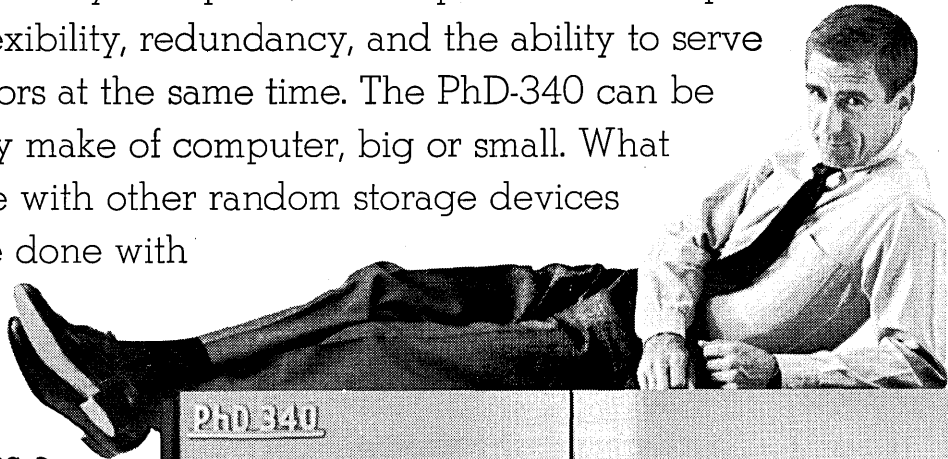 exibility, redundancy, and the ability to serve
ors at the same time. The PhD-340 can be
y make of computer, big or small. What
e with other random storage devices
e done with
PhD 340